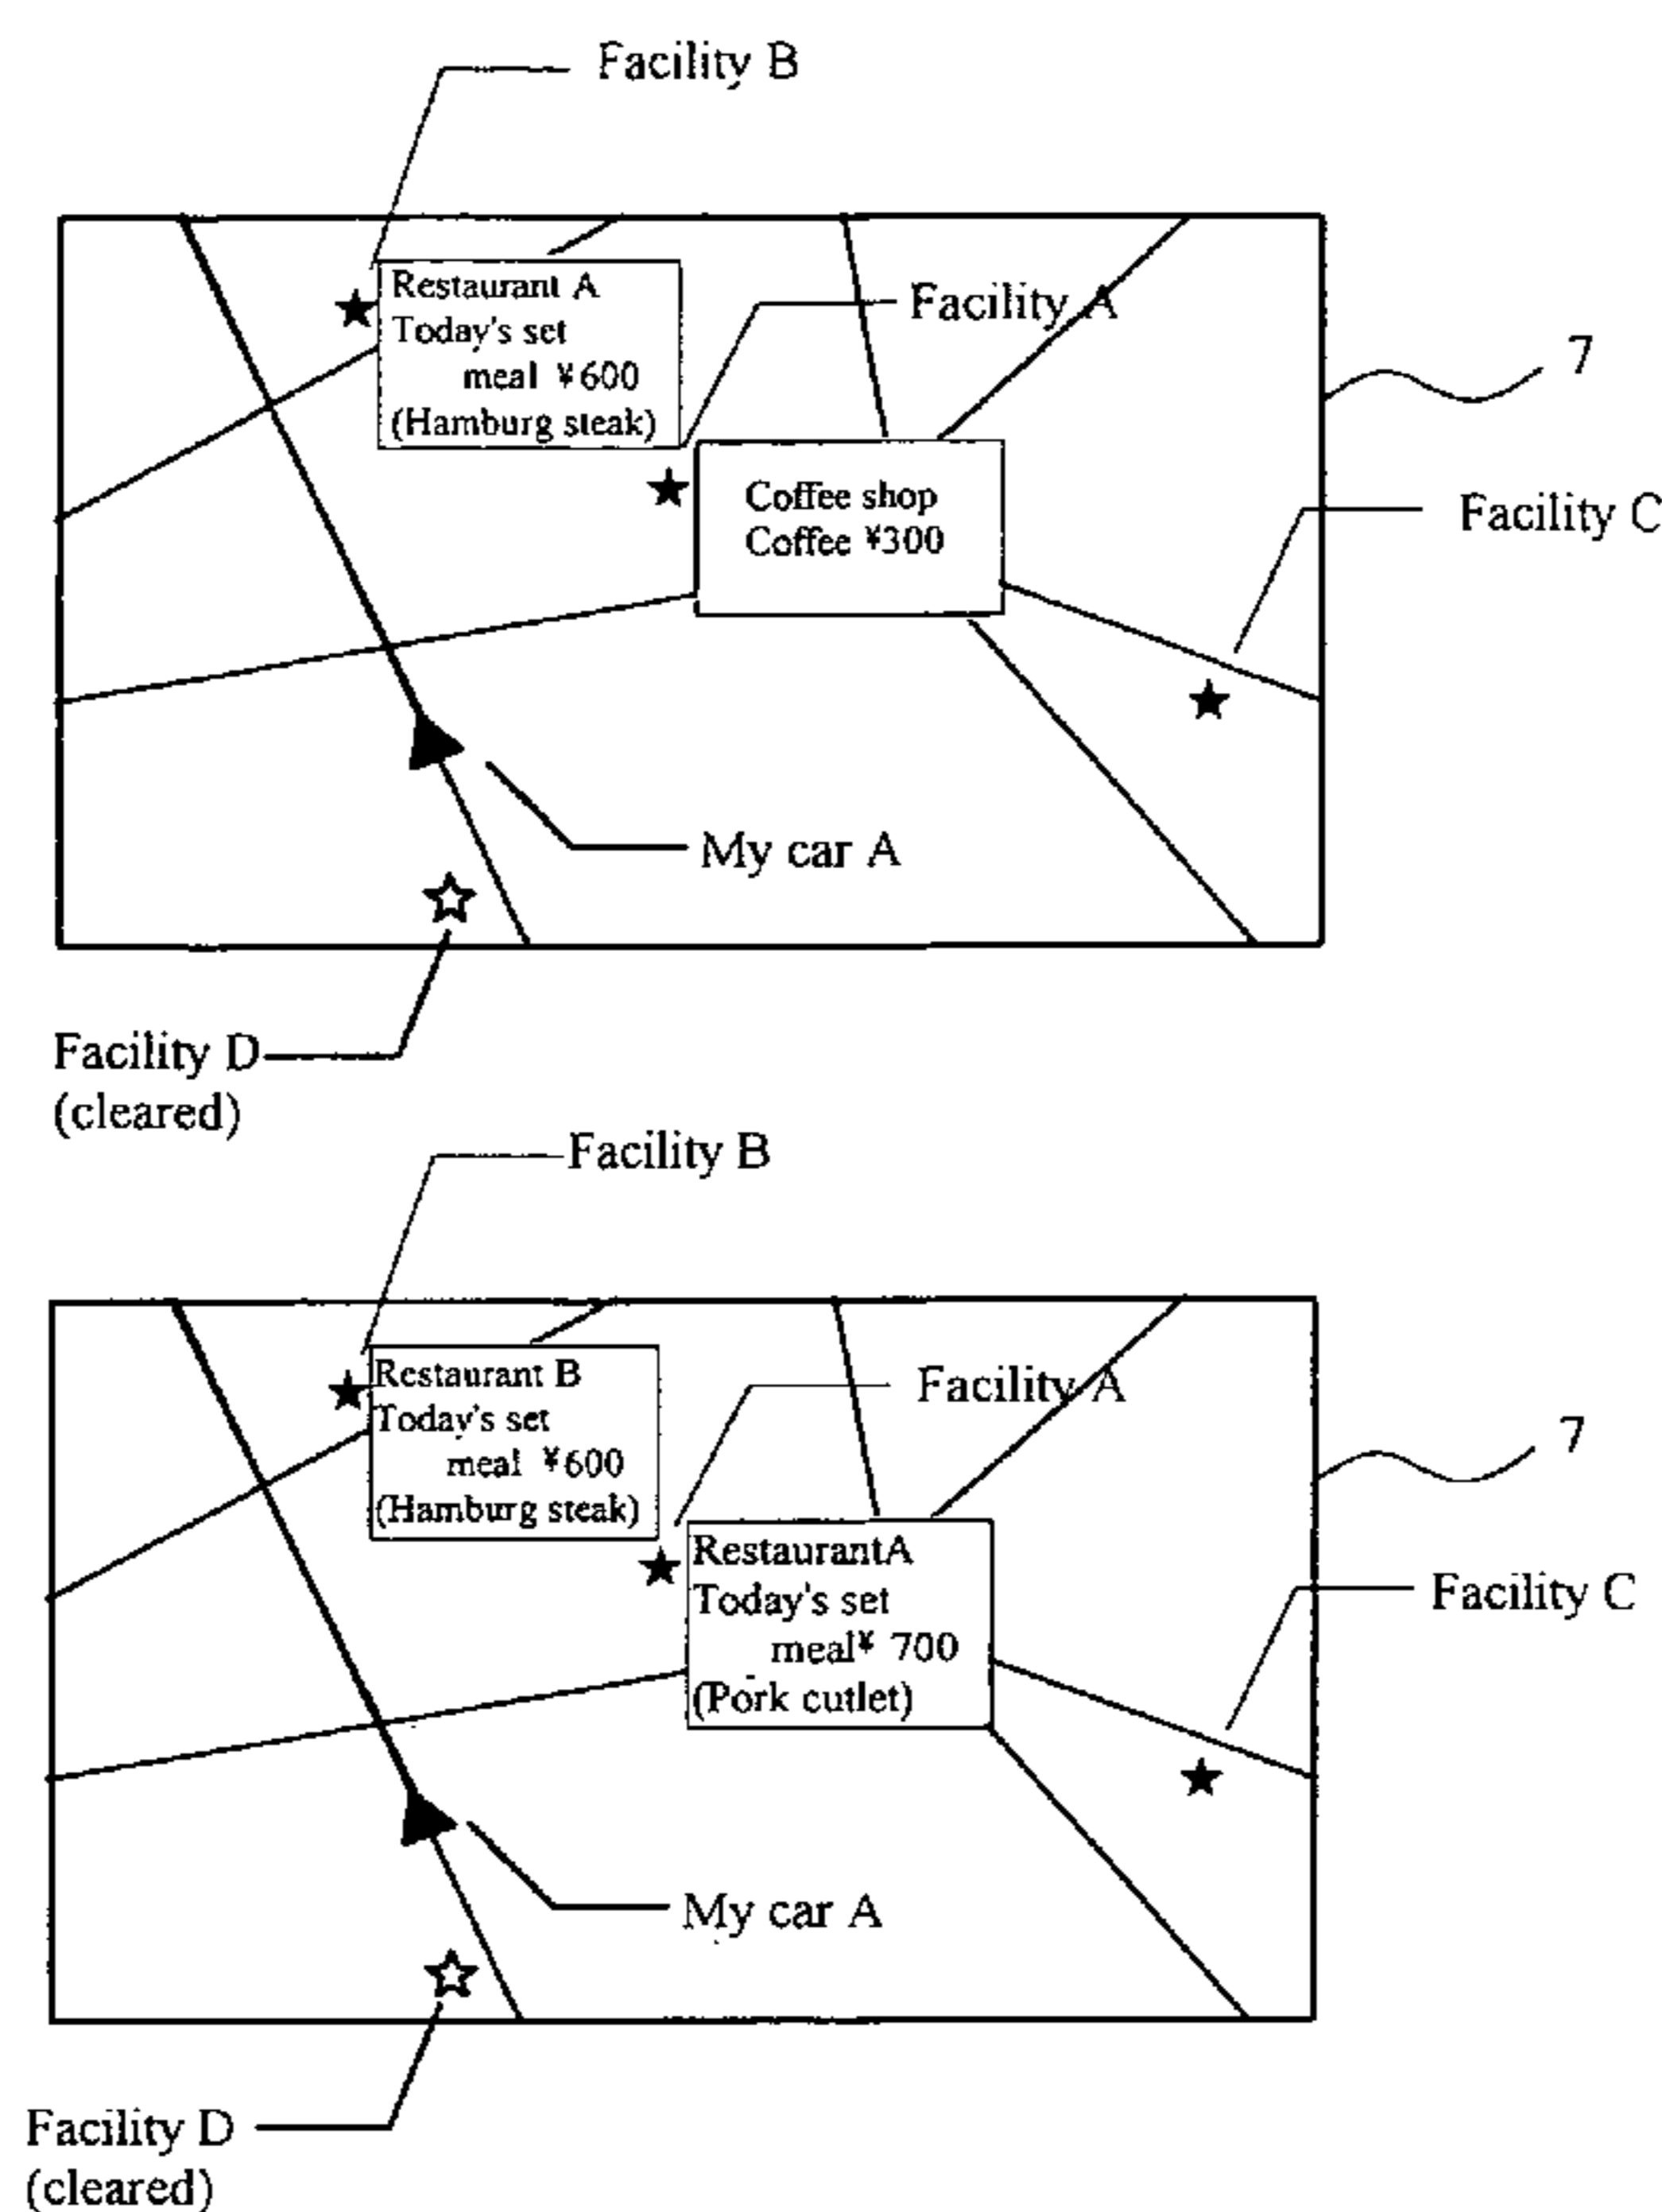 Facility B
Restaurant A
Today's set
meal ¥600
(Hamburg steak)
Facility A
7
Coffee shop
Coffee ¥300
Facility C
My car A
Facility D
(cleared)
Facility B
Restaurant B
Today's set
meal ¥600
(Hamburg steak)
Facility A
7
RestaurantA
Today's set
meal¥ 700
(Pork cutlet)
Facility C
My car A
Facility D
(cleared)